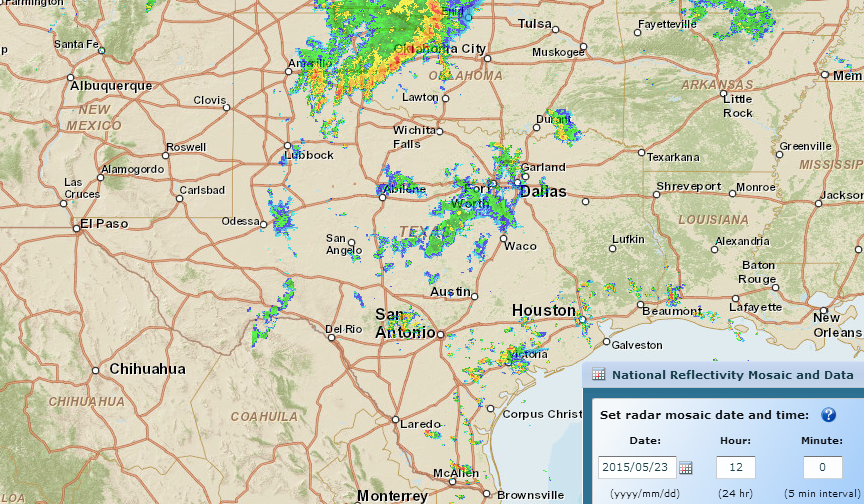 Farmington
Enid
Tulsa
Fayetteville
Santa Fe
Oklahoma City
Muskogee
p
Amarillo
OKLAHOMA
Mem
Albuquerque
ARKANSAS
Clovis
Lawton
Little
Rock
NEW
MEXICO
Durant
Wichita
Falls
Roswell
Lubbock
Greenville
Texarkana
MISSISSIP
Alamogordo
Garland
Las
Cruces
Carlsbad
Abilene
Fort
Worth
Dallas
Shreveport
Monroe
Jackson
El Paso
Odessa
TEXAS
LOUISIANA
San
Angelo
Waco
Lufkin
Alexandria
Baton
Rouge
Austin
Houston
Beaumont
Lafayette
New
Orleans
San
Antonio
Del Rio
Galveston
Victoria
Chihuahua
CHIHUAHUA
COAHUILA
Corpus Christ
Laredo
McAllen
Monterrey
Brownsville
LOA
National Reflectivity Mosaic and Data
Set radar mosaic date and time: ?
Date: Hour: Minute:
2015/05/23 12 0
(yyyy/mm/dd) (24 hr) (5 min interval)